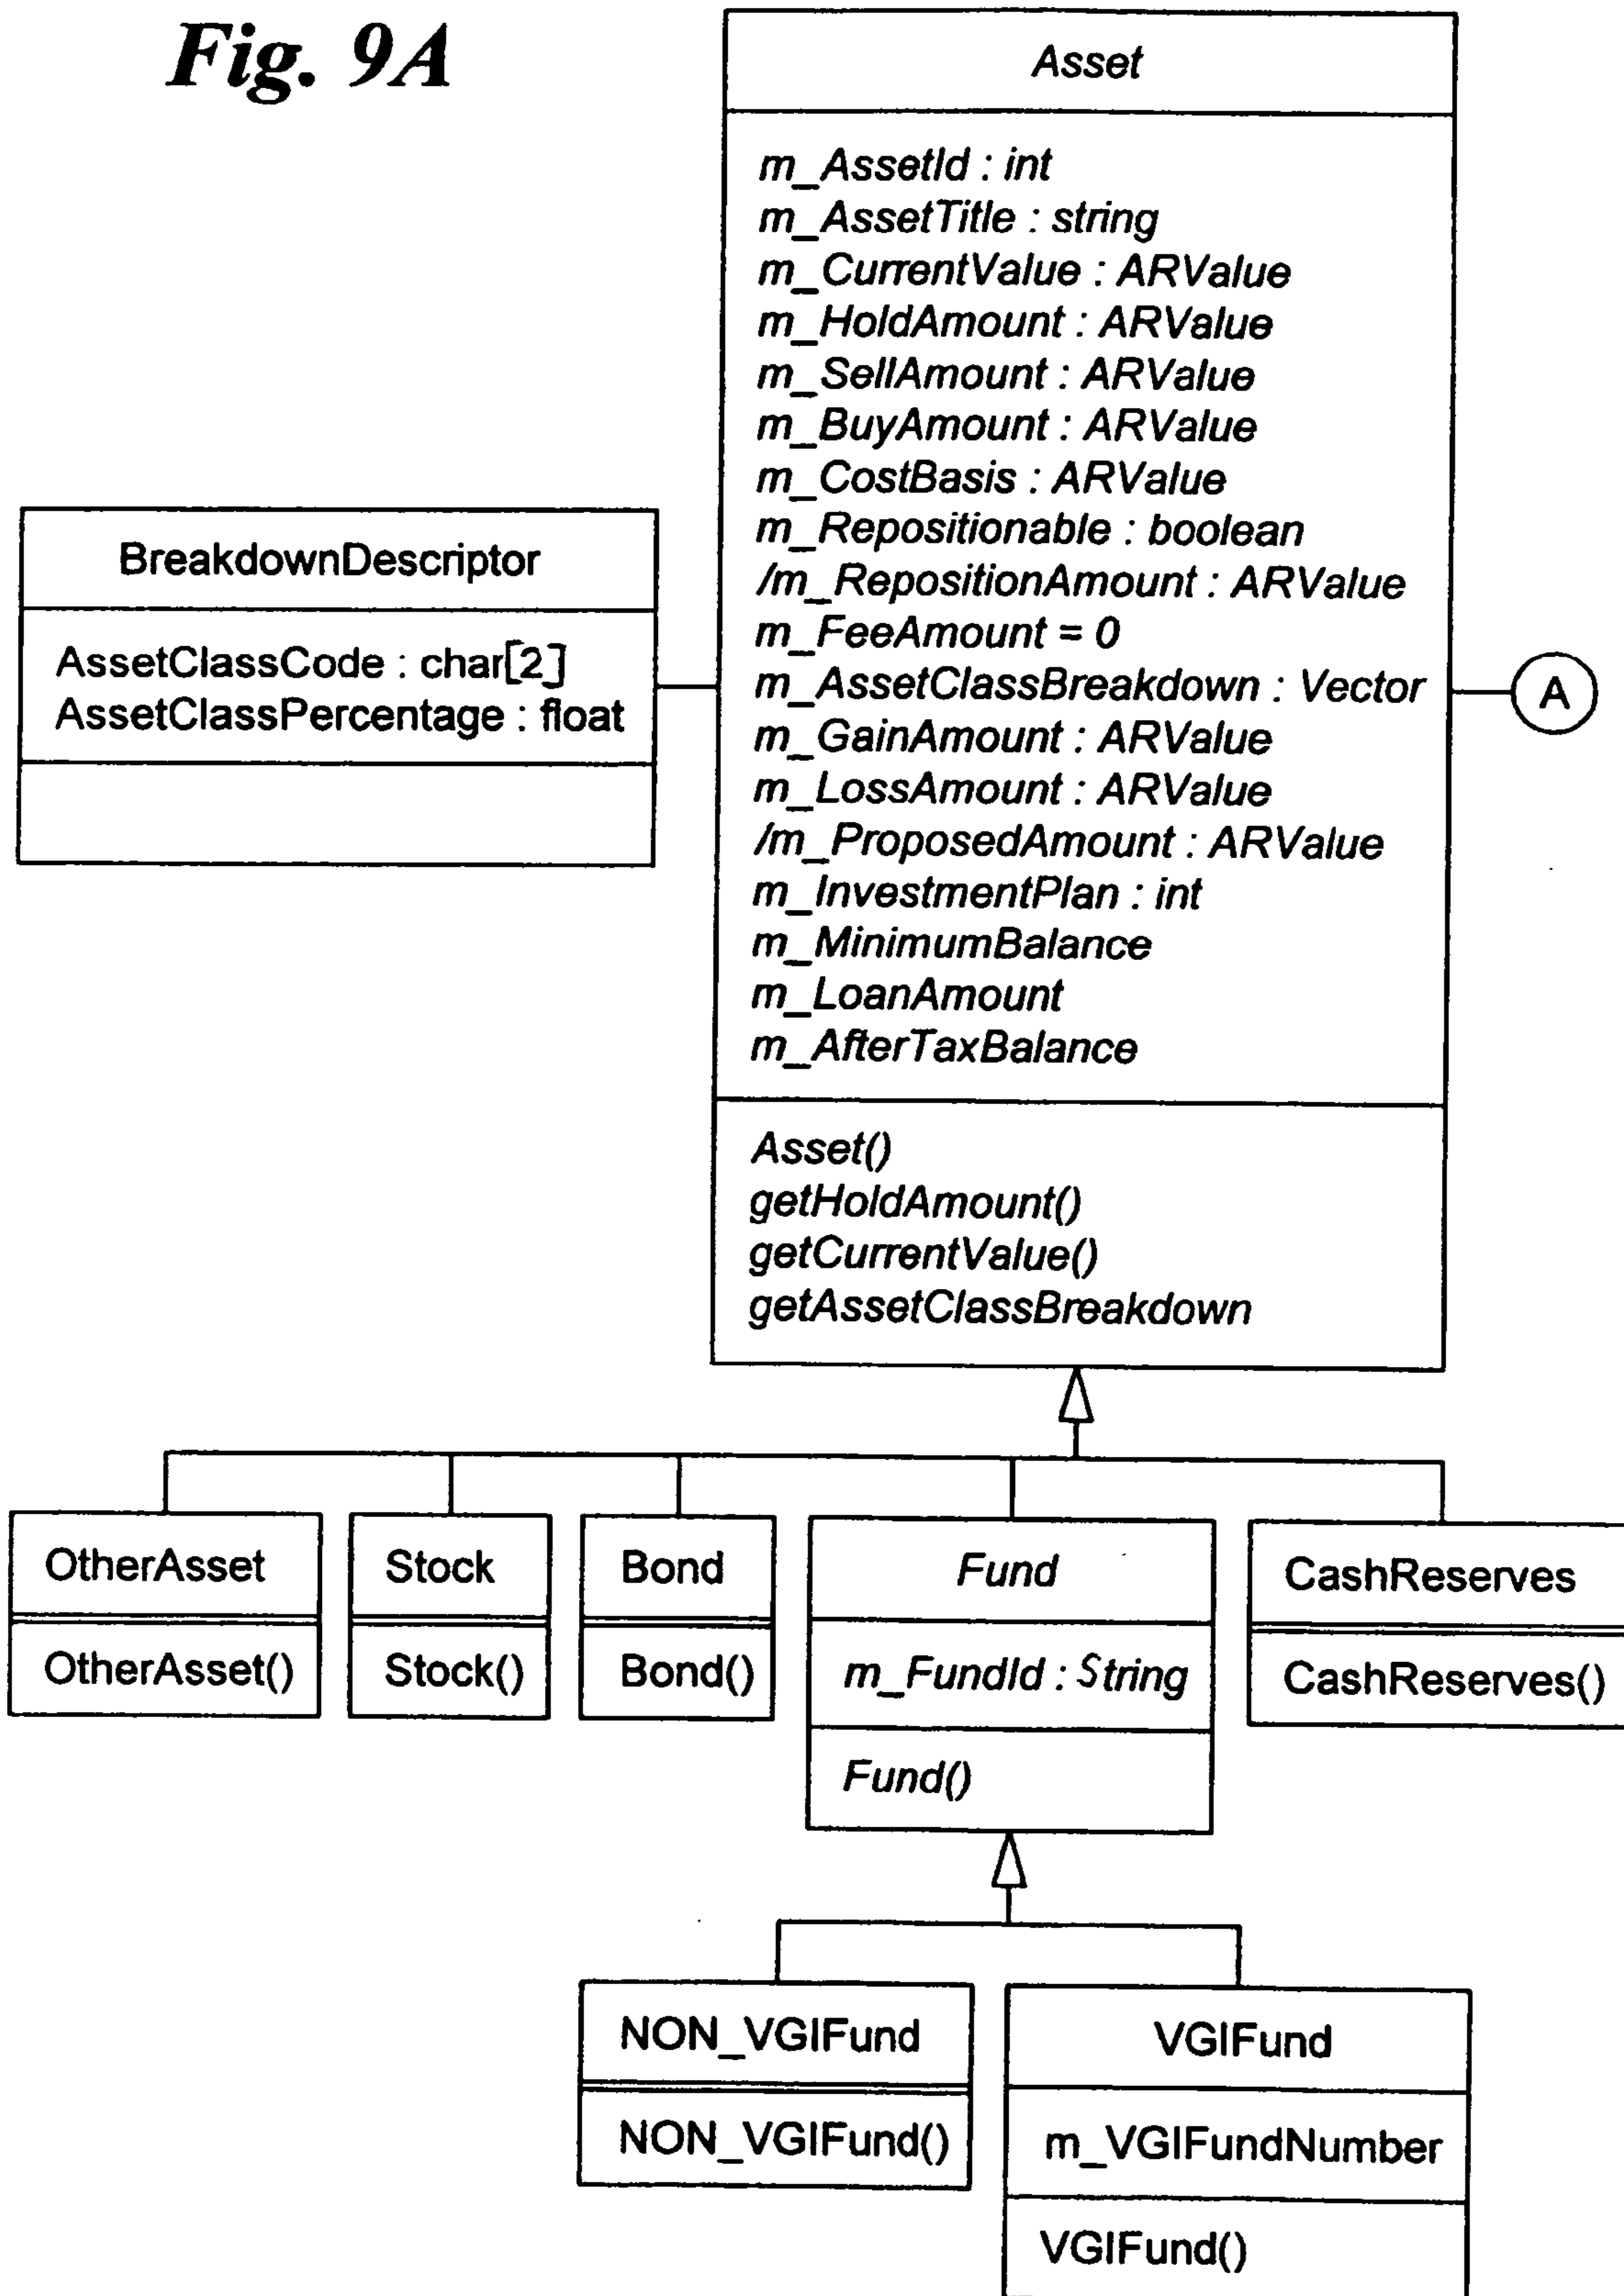 Fig. 9A
Asset
m_AssetId : int
m_AssetTitle : string
m_CurrentValue : ARValue
m_HoldAmount : ARValue
m_SellAmount : ARValue
m_BuyAmount : ARValue
m_CostBasis : ARValue
m_Repositionable : boolean
/m_RepositionAmount : ARValue
m_FeeAmount = 0
m_AssetClassBreakdown : Vector
m_GainAmount : ARValue
m_LossAmount : ARValue
/m_ProposedAmount : ARValue
m_InvestmentPlan : int
m_MinimumBalance
m_LoanAmount
m_AfterTaxBalance
Asset()
getHoldAmount()
getCurrentValue()
getAssetClassBreakdown
BreakdownDescriptor
AssetClassCode : char[2]
AssetClassPercentage : float
A
OtherAsset
OtherAsset()
Stock
Stock()
Bond
Bond()
Fund
m_FundId : String
Fund()
CashReserves
CashReserves()
NON_VGIFund
NON_VGIFund()
VGIFund
m_VGIFundNumber
VGIFund()